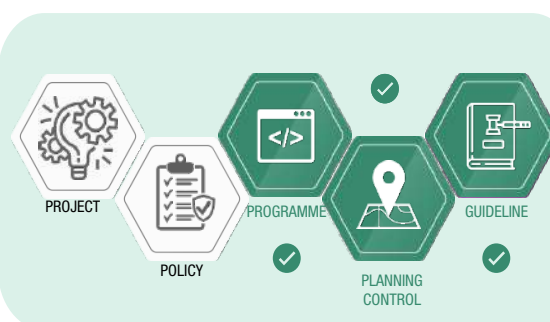 PROJECT
POLICY
</>
PROGRAMME
PLANNING
CONTROL
GUIDELINE